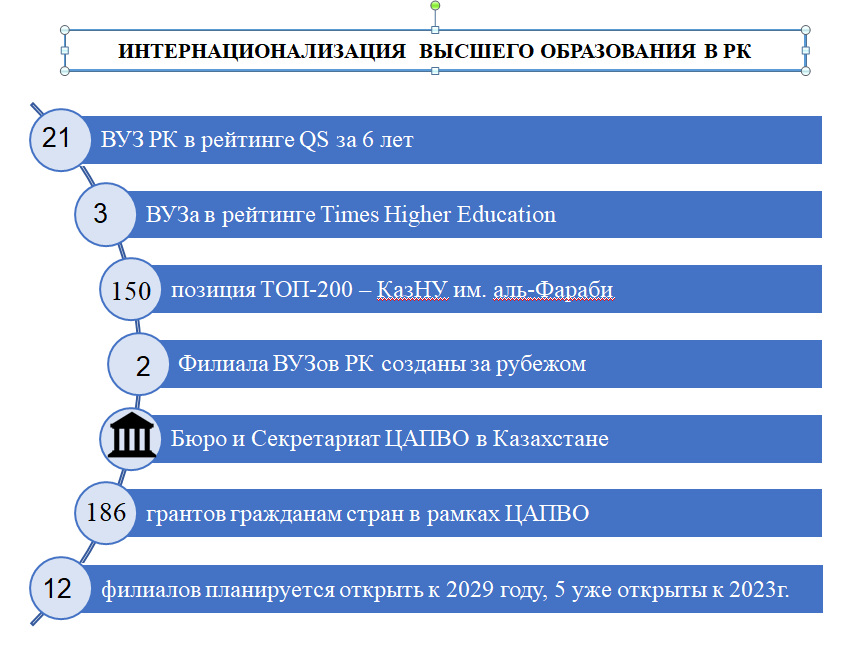 ИНТЕРНАЦИОНАЛИЗАЦИЯ ВЫСШЕГО ОБРАЗОВАНИЯ В РК
21 ВУЗ РК в рейтинге QS за 6 лет
3 ВУЗа в рейтинге Times Higher Education
150 позиция ТОП-200 – КазНУ им. аль-Фараби
2 Филиала ВУЗов РК созданы за рубежом
Бюро и Секретариат ЦАПВО в Казахстане
186 грантов гражданам стран в рамках ЦАПВО
12 филиалов планируется открыть к 2029 году, 5 уже открыты к 2023г.